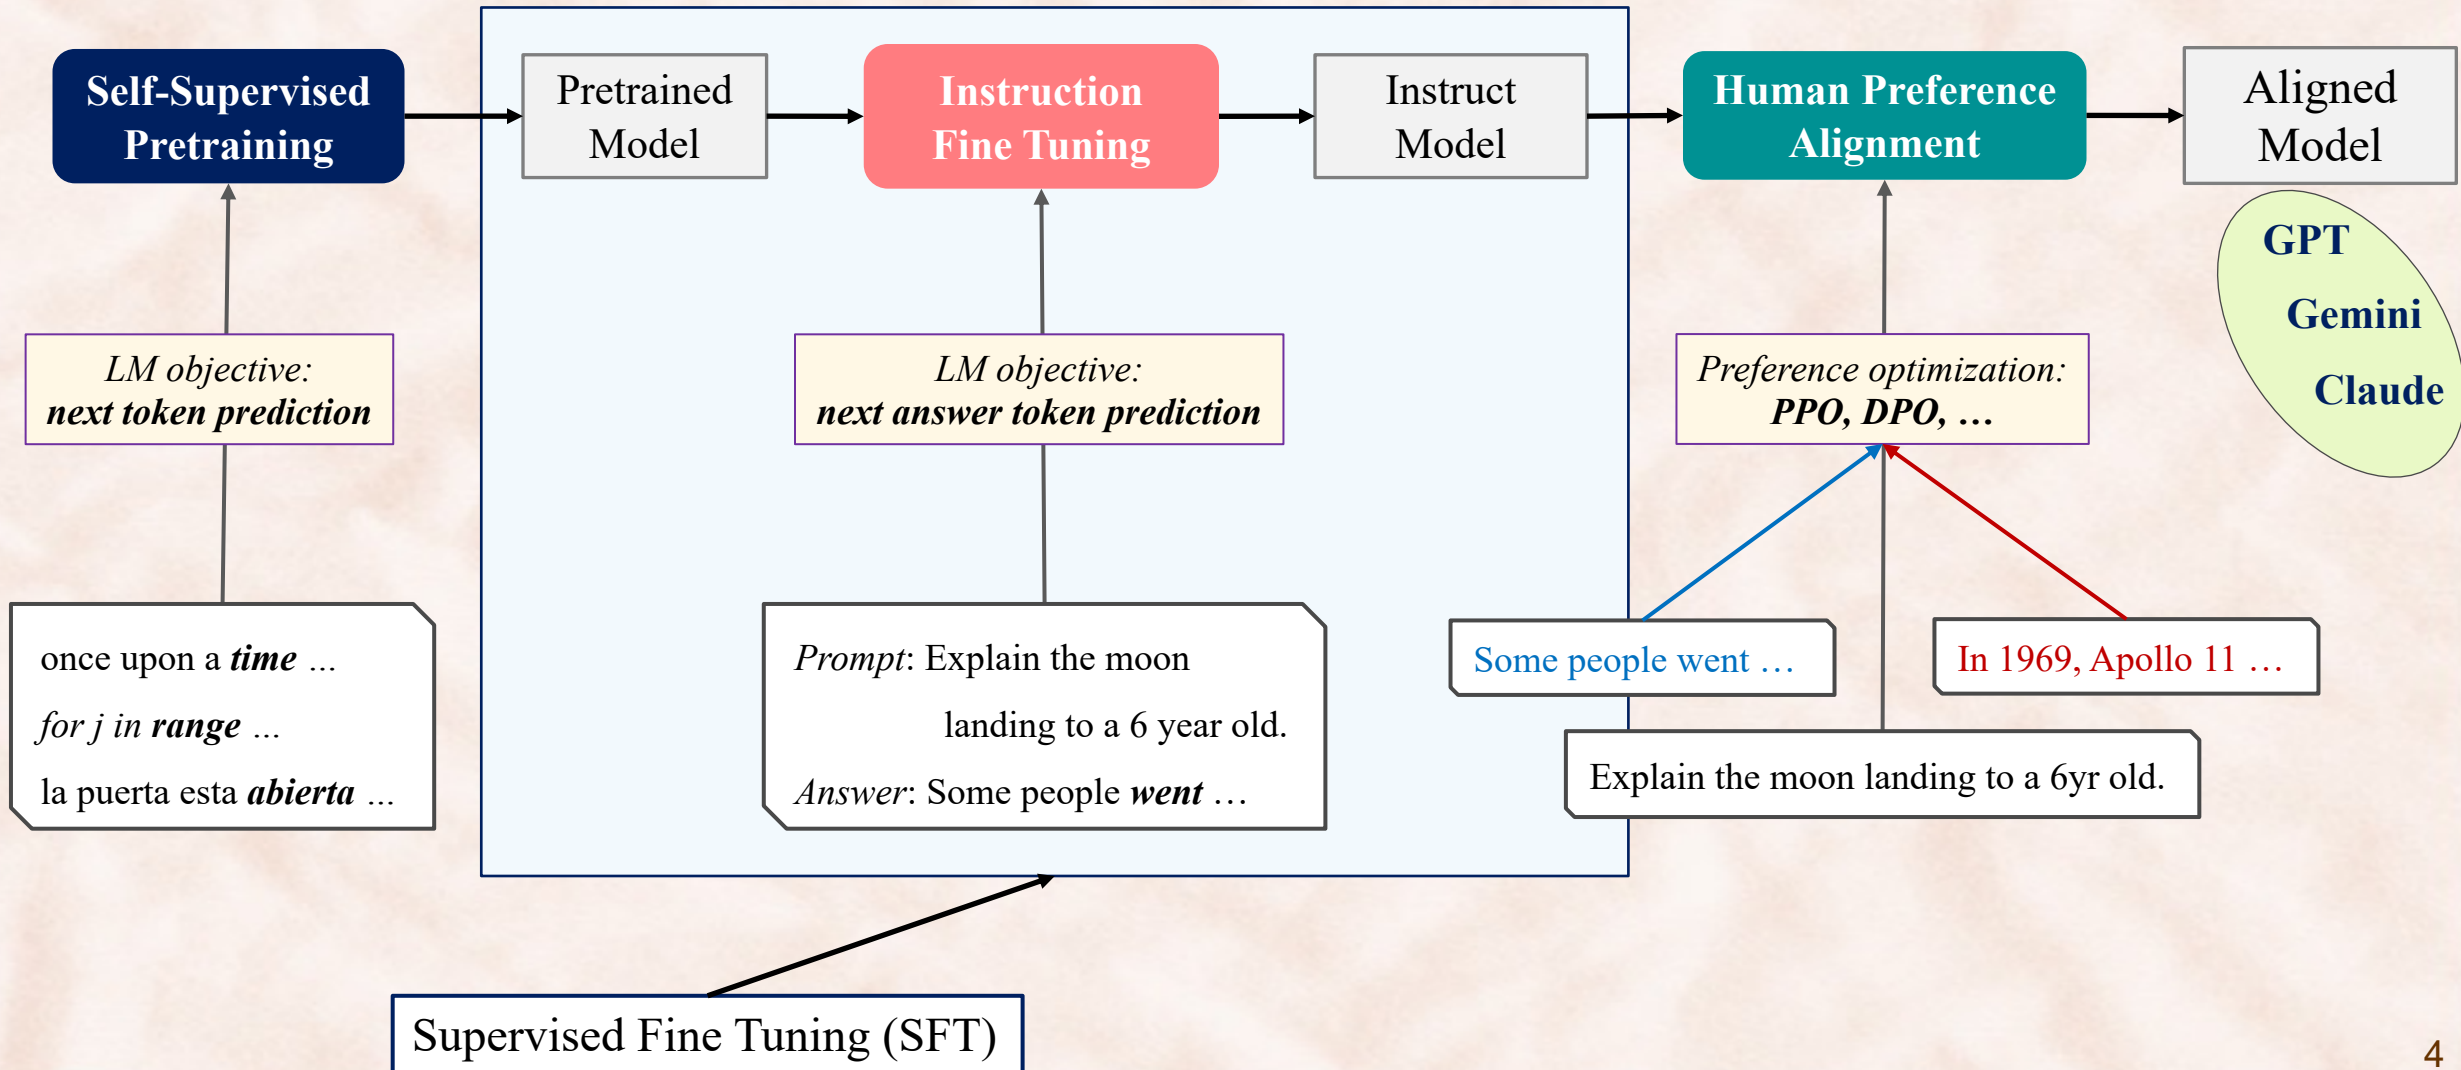 Self-Supervised
Pretraining
Pretrained
Model
Instruction
Fine Tuning
Instruct
Model
Human Preference
Alignment
Aligned
Model
GPT
Gemini
Claude
LM objective:
next token prediction
LM objective:
next answer token prediction
Preference optimization:
PPO, DPO, …
once upon a time …
for j in range …
la puerta esta abierta …
Prompt: Explain the moon
landing to a 6 year old.
Answer: Some people went …
Some people went …
In 1969, Apollo 11 …
Explain the moon landing to a 6yr old.
Supervised Fine Tuning (SFT)
4